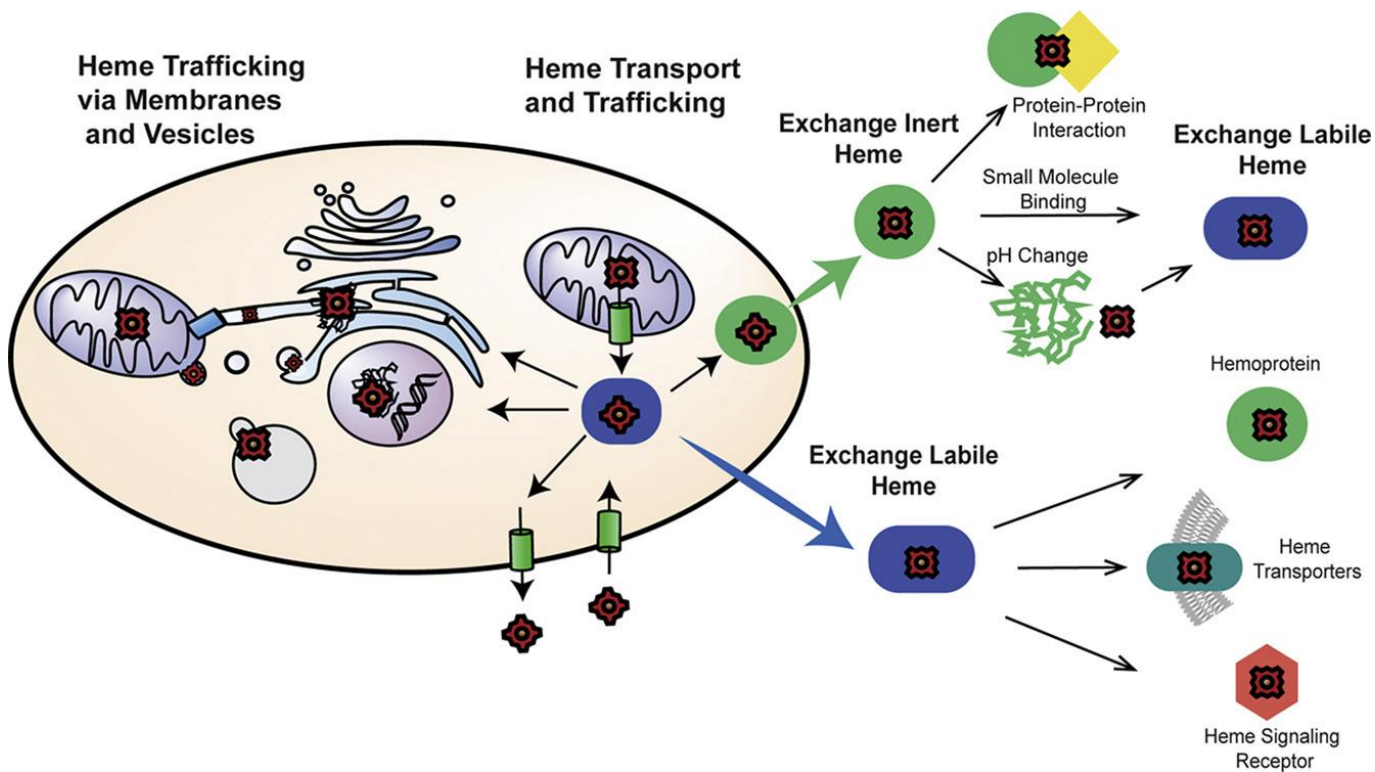 Heme Trafficking
via Membranes
and Vesicles
Heme Transport
and Trafficking
Exchange Inert
Heme
Protein-Protein
Interaction
Small Molecule
Binding
pH Change
Exchange Labile
Heme
Exchange Labile
Heme
Hemoprotein
Heme
Transporters
Heme Signaling
Receptor